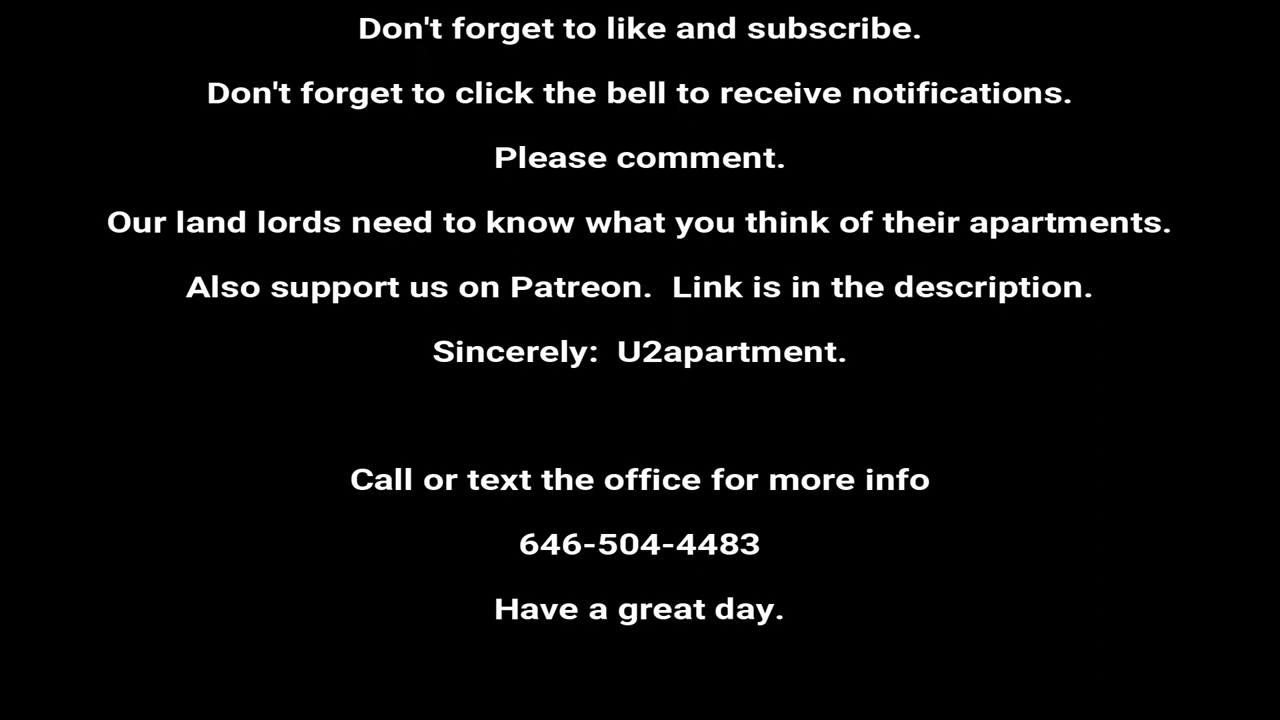 Don't forget to like and subscribe.
Don't forget to click the bell to receive notifications.
Please comment.
Our land lords need to know what you think of their apartments.
Also support us on Patreon.  Link is in the description.
Sincerely:  U2apartment.
Call or text the office for more info
646-504-4483
Have a great day.